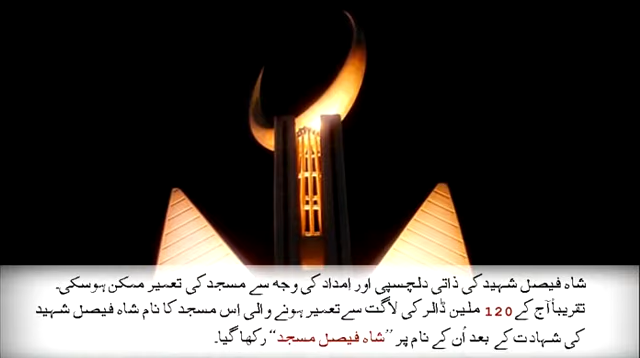 شاہ فیصل شہید کی ذاتی دلچسپی اور اِمداد کی وجہ سے مسجد کی تعمیر ممکن ہوسکی۔
تقریباً آج کے 120 ملین ڈالر کی لاگت سے تعمیر ہونے والی اِس مسجد کا نام شاہ فیصل شہید
کی شہادت کے بعد اُن کے نام پر ”شاہ فیصل مسجد“ رکھا گیا۔